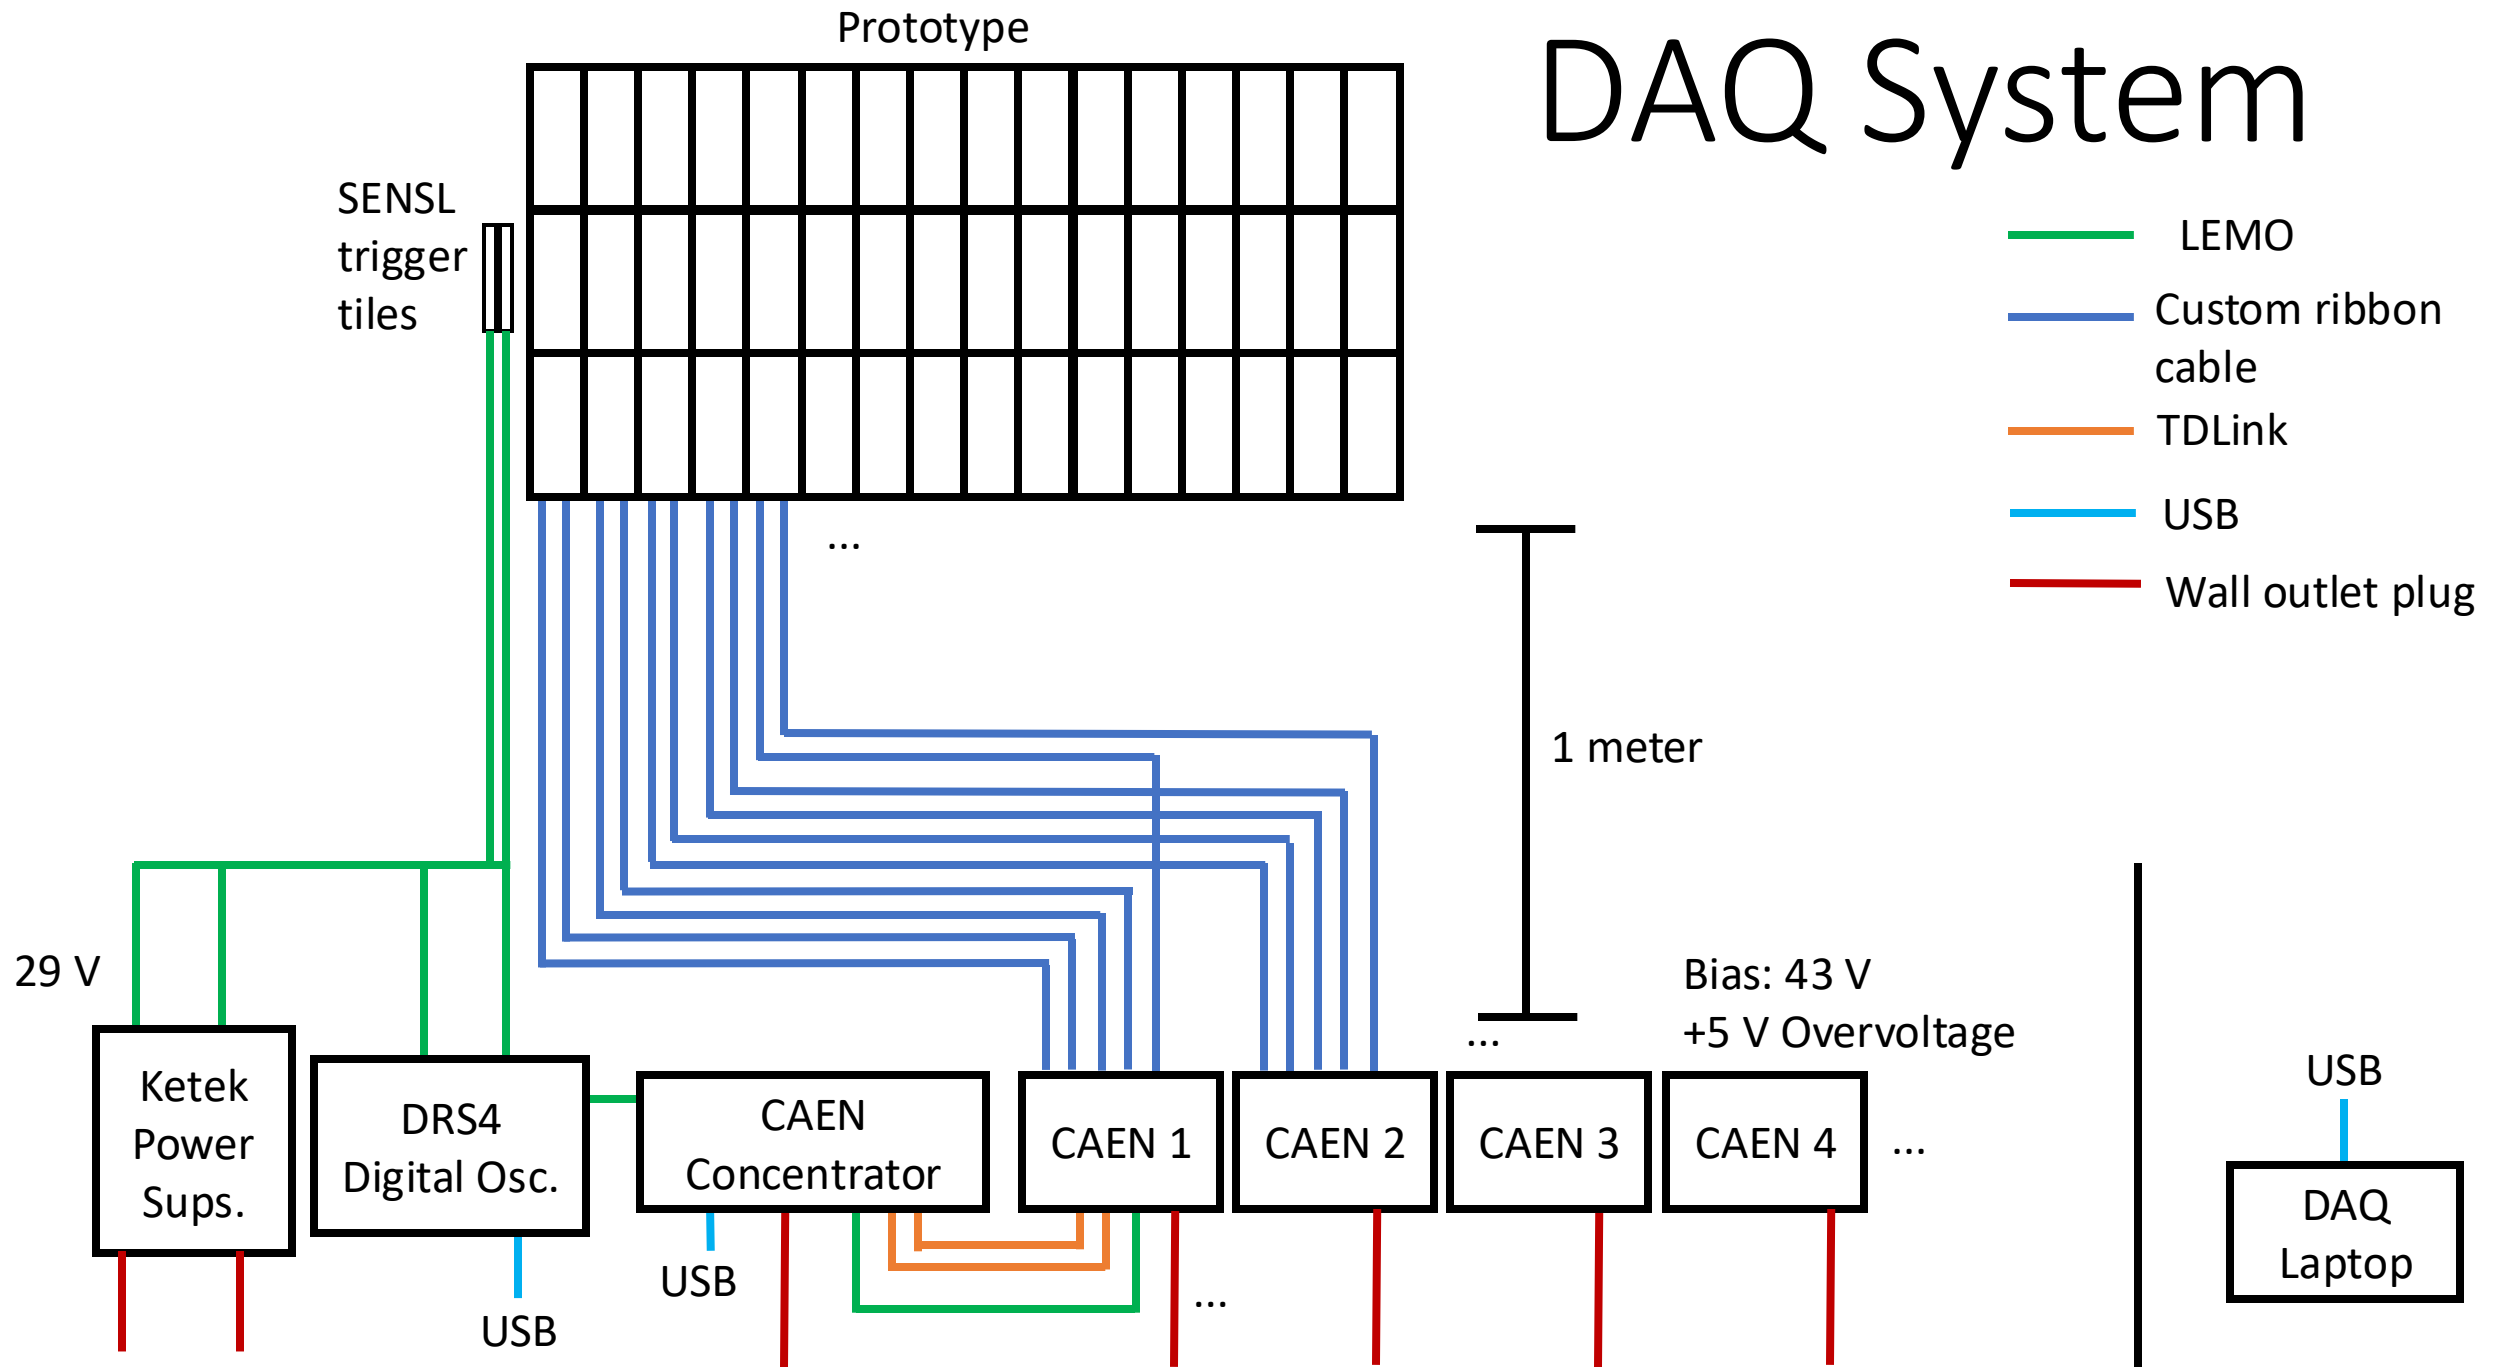 Prototype
DAQ System
SENSL
trigger
tiles
LEMO
Custom ribbon
cable
TDLink
USB
Wall outlet plug
...
1 meter
29 V
Bias: 43 V
+5 V Overvoltage
...
Ketek
Power
Sups.
DRS4
Digital Osc.
CAEN
Concentrator
CAEN 1
CAEN 2
CAEN 3
CAEN 4
...
USB
DAQ
Laptop
USB
USB
...